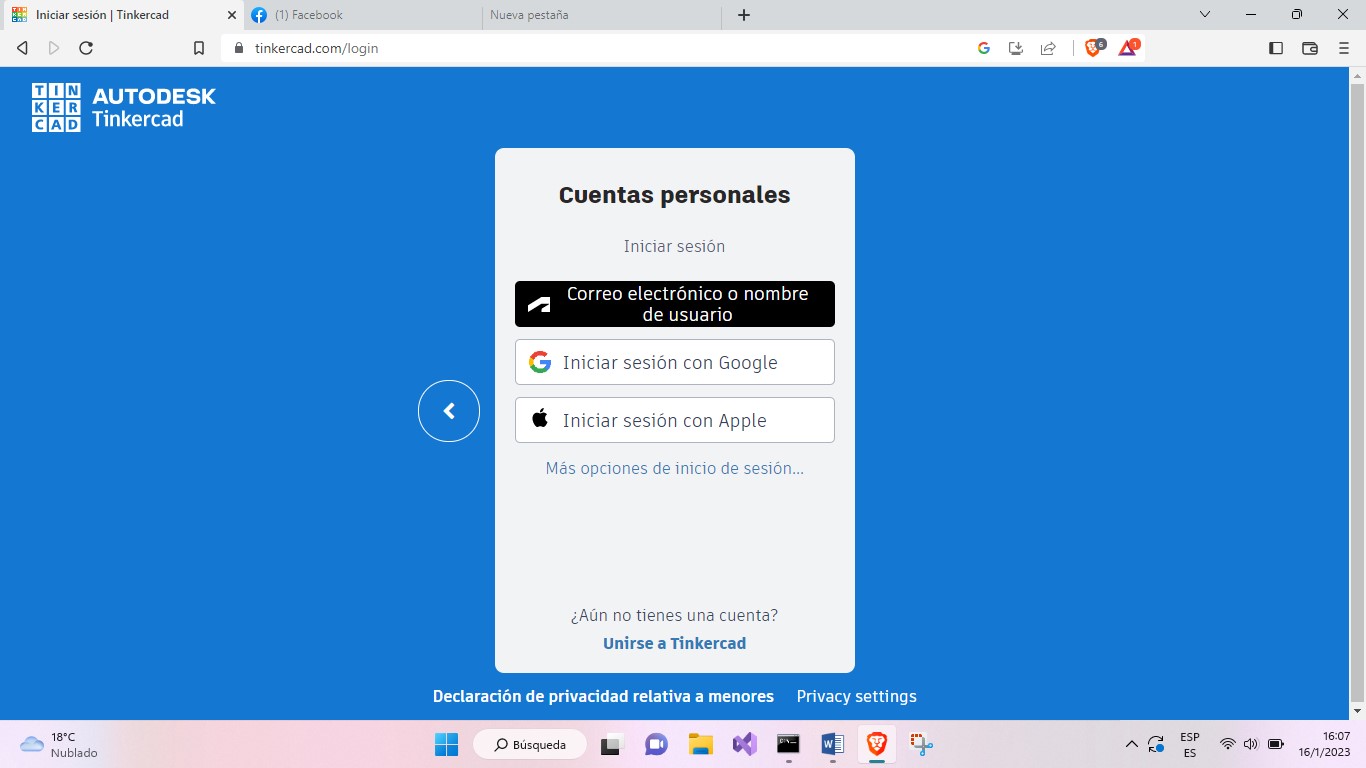 Iniciar sesión | Tinkercad
(1) Facebook
Nueva pestaña
tinkercad.com/login
6
1
TIN
KER
CAD
AUTODESK
Tinkercad
Cuentas personales
Iniciar sesión
Correo electrónico o nombre
de usuario
Iniciar sesión con Google
Iniciar sesión con Apple
Más opciones de inicio de sesión...
¿Aún no tienes una cuenta?
Unirse a Tinkercad
Declaración de privacidad relativa a menores Privacy settings
18°C
Nublado
Búsqueda
ESP
ES
16:07
16/1/2023